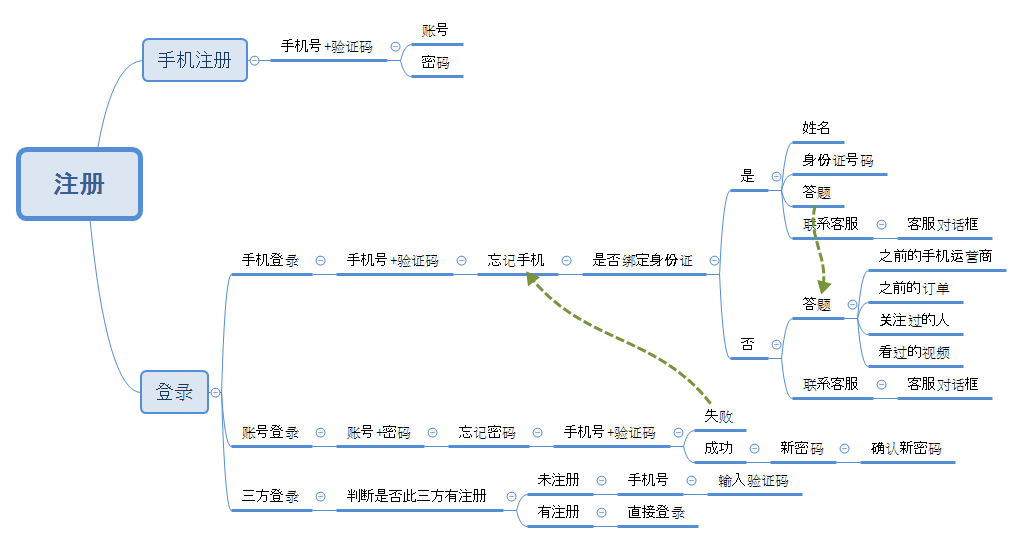 注册
手机注册
手机号+验证码
账号
密码
登录
手机登录
手机号+验证码
忘记手机
是否绑定身份证
是
姓名
身份证号码
答题
联系客服
客服对话框
否
答题
之前的手机运营商
之前的订单
关注过的人
看过的视频
联系客服
客服对话框
账号登录
账号+密码
忘记密码
手机号+验证码
失败
成功
新密码
确认新密码
三方登录
判断是否此三方有注册
未注册
手机号
输入验证码
有注册
直接登录